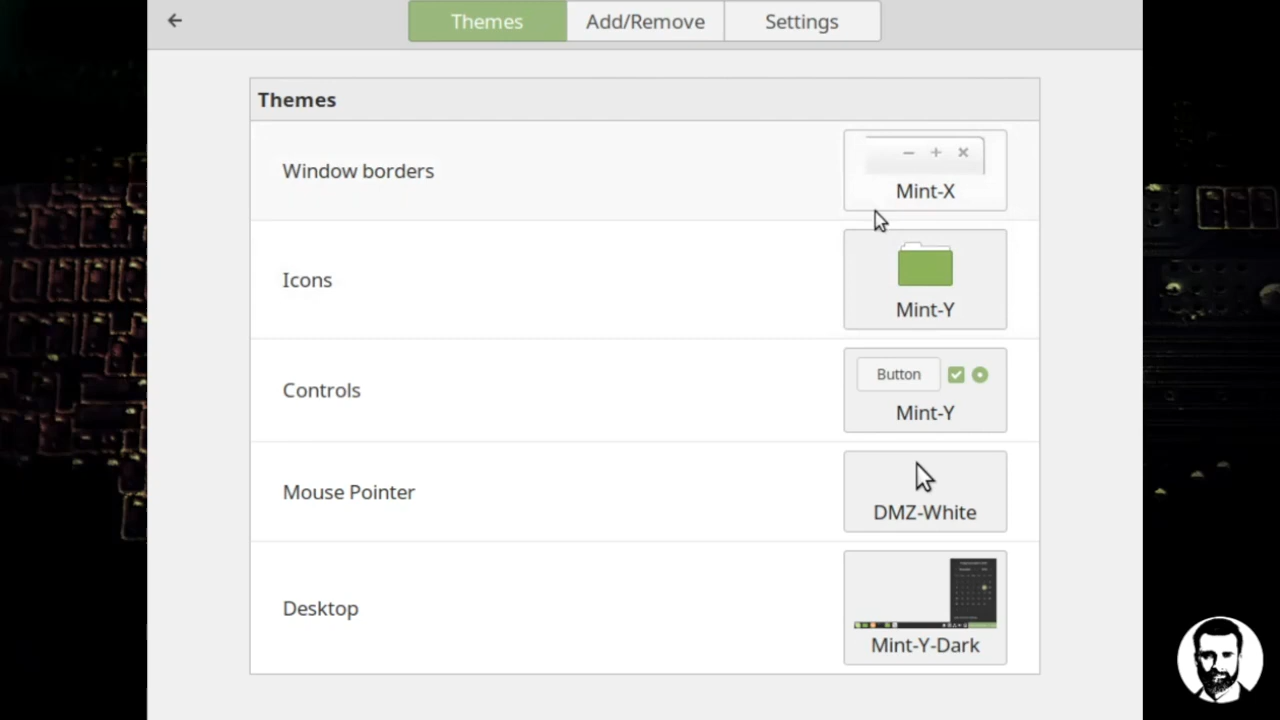 Themes
Add/Remove
Settings
Themes
Window borders
Mint-X
Icons
Mint-Y
Controls
Button
Mint-Y
Mouse Pointer
DMZ-White
Desktop
Mint-Y-Dark